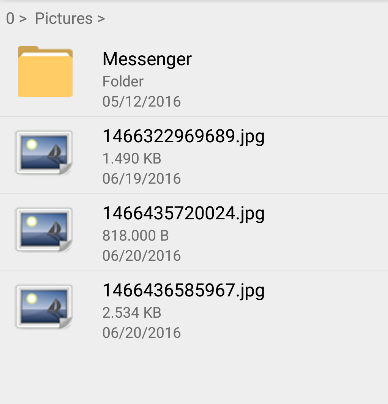 0 > Pictures >
Messenger
Folder
05/12/2016
1466322969689.jpg
1.490 KB
06/19/2016
1466435720024.jpg
818.000 B
06/20/2016
1466436585967.jpg
2.534 KB
06/20/2016